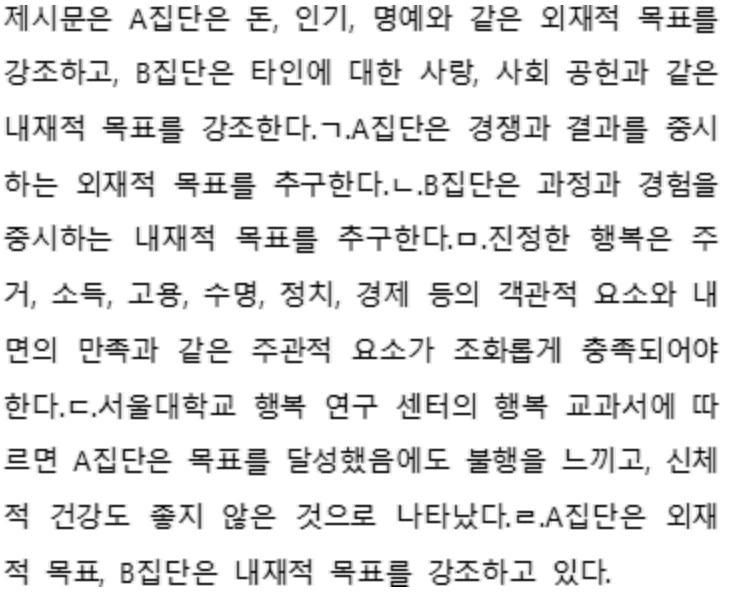 제시문은 A집단은 돈, 인기, 명예와 같은 외재적 목표를
강조하고, B집단은 타인에 대한 사랑, 사회 공헌과 같은
내재적 목표를 강조한다.ㄱ.A집단은 경쟁과 결과를 중시
하는 외재적 목표를 추구한다.ㄴ.B집단은 과정과 경험을
중시하는 내재적 목표를 추구한다.ㅁ.진정한 행복은 주
거, 소득, 고용, 수명, 정치, 경제 등의 객관적 요소와 내
면의 만족과 같은 주관적 요소가 조화롭게 충족되어야
한다.ㄷ.서울대학교 행복 연구 센터의 행복 교과서에 따
르면 A집단은 목표를 달성했음에도 불행을 느끼고, 신체
적 건강도 좋지 않은 것으로 나타났다.ㄹ.A집단은 외재
적 목표, B집단은 내재적 목표를 강조하고 있다.